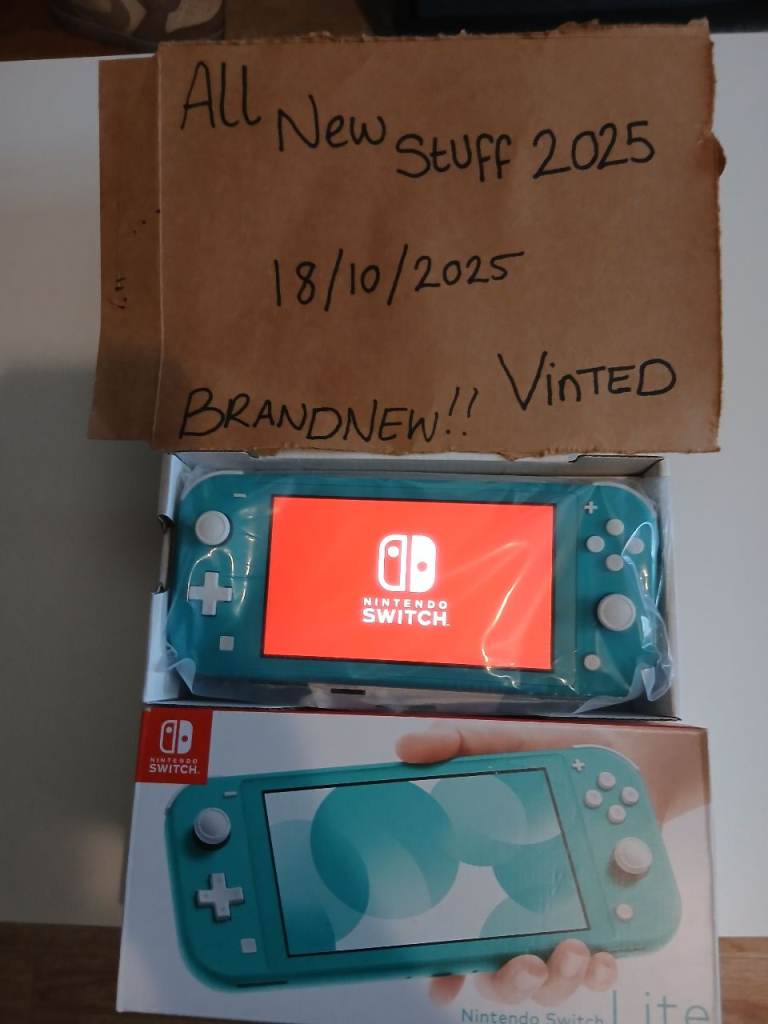 All New Stuff 2025
18/10/2025
BRANDNEW!! VinTED
NINTENDO
SWITCH
NINTENDO
SWITCH
Nintendo Switch Lite